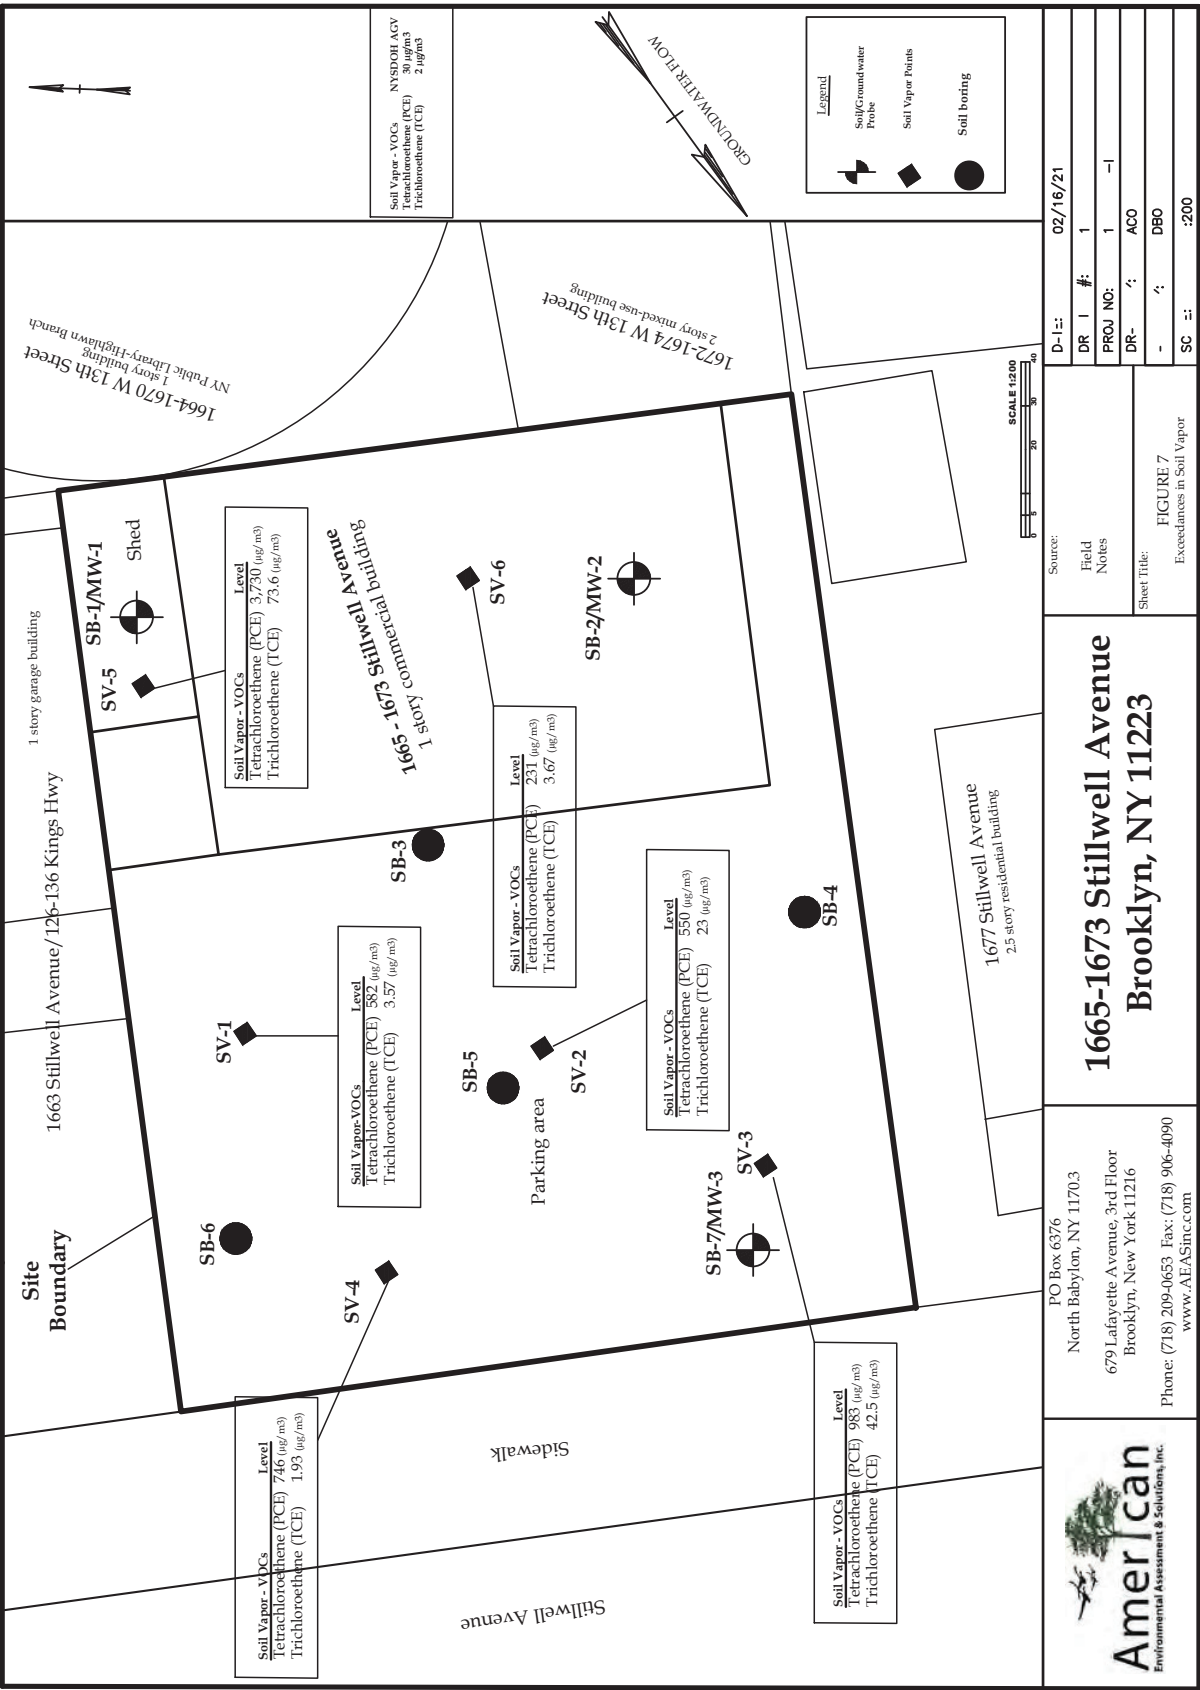 Site
Boundary
1663 Stillwell Avenue/126-136 Kings Hwy
1 story garage building
1664-1670 W 13th Street
1 story building
NY Public Library-Highlawn Branch
1672-1674 W 13th Street
2 story mixed-use building
Soil Vapor - VOCs NYSDOH AGV
Tetrachloroethene (PCE) 30 µg/m3
Trichloroethene (TCE) 2 µg/m3
GROUNDWATER FLOW
Legend
Soil/Groundwater
Probe
Soil Vapor Points
Soil boring
SB-1/MW-1
Shed
SV-5
Soil Vapor - VOCs Level
Tetrachloroethene (PCE) 3,730 (µg/m3)
Trichloroethene (TCE) 73.6 (µg/m3)
1665 - 1673 Stillwell Avenue
1 story commercial building
SV-6
Soil Vapor - VOCs Level
Tetrachloroethene (PCE) 231 (µg/m3)
Trichloroethene (TCE) 3.67 (µg/m3)
SB-2/MW-2
SB-3
SV-1
Soil Vapor-VOCs Level
Tetrachloroethene (PCE) 582 (µg/m3)
Trichloroethene (TCE) 3.57 (µg/m3)
SB-5
SV-2
Parking area
Soil Vapor - VOCs Level
Tetrachloroethene (PCE) 550 (µg/m3)
Trichloroethene (TCE) 23 (µg/m3)
SB-4
SB-6
SV-4
Soil Vapor - VOCs Level
Tetrachloroethene (PCE) 746 (µg/m3)
Trichloroethene (TCE) 1.93 (µg/m3)
SB-7/MW-3
SV-3
Soil Vapor - VOCs Level
Tetrachloroethene (PCE) 983 (µg/m3)
Trichloroethene (TCE) 42.5 (µg/m3)
Sidewalk
Stillwell Avenue
1677 Stillwell Avenue
2.5 story residential building
SCALE 1:200
0 5 20 30 40
American
Environmental Assessment & Solutions, Inc.
PO Box 6376
North Babylon, NY 11703
679 Lafayette Avenue, 3rd Floor
Brooklyn, New York 11216
Phone: (718) 209-0653 Fax: (718) 906-4090
www.AEASinc.com
1665-1673 Stillwell Avenue
Brooklyn, NY 11223
Source:
Field
Notes
Sheet Title:
FIGURE 7
Exceedances in Soil Vapor
02/16/21
DR #: 1
PROJ NO: 1
DR- ACO
DBO
SC :200